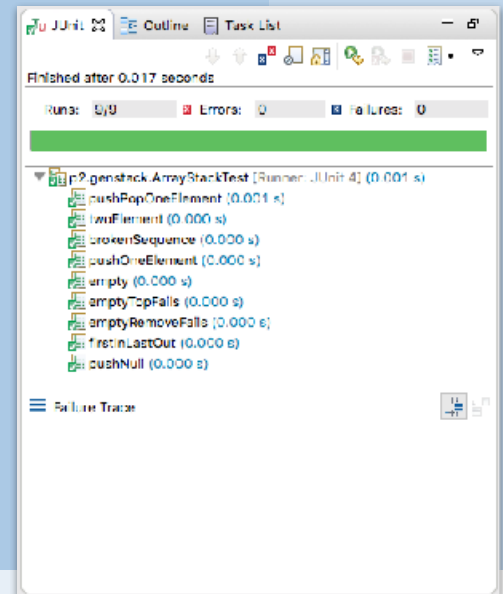 JUnit Outline Task List
Finished after 0.017 seconds
Runs: 9/9 Errors: 0 Failures: 0
p2.genstack.ArrayStackTest [Runner: JUnit 4] (0.001 s)
pushPopOneElement (0.001 s)
twoElement (0.000 s)
brokenSequence (0.000 s)
pushOneElement (0.000 s)
empty (0.000 s)
emptyTopFails (0.000 s)
emptyRemoveFails (0.000 s)
firstInLastOut (0.000 s)
pushNull (0.000 s)
Failure Trace